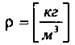 ρ = [кг/м³]